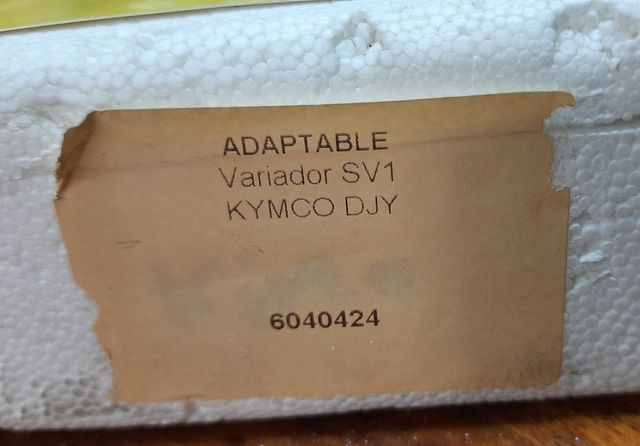 ADAPTABLE
Variador SV1
KYMCO DJY
6040424